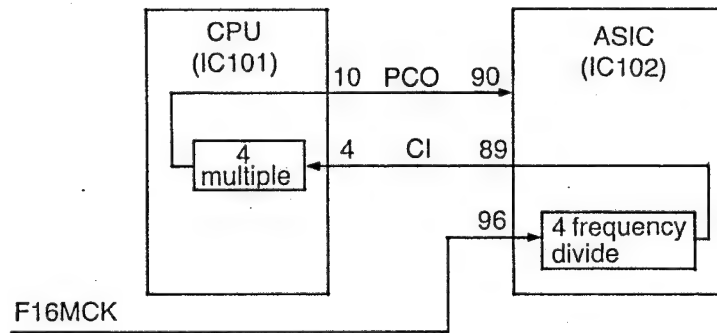 CPU
(IC101)
ASIC
(IC102)
10 PCO 90
4
multiple
4 CI 89
96
4 frequency
divide
F16MCK